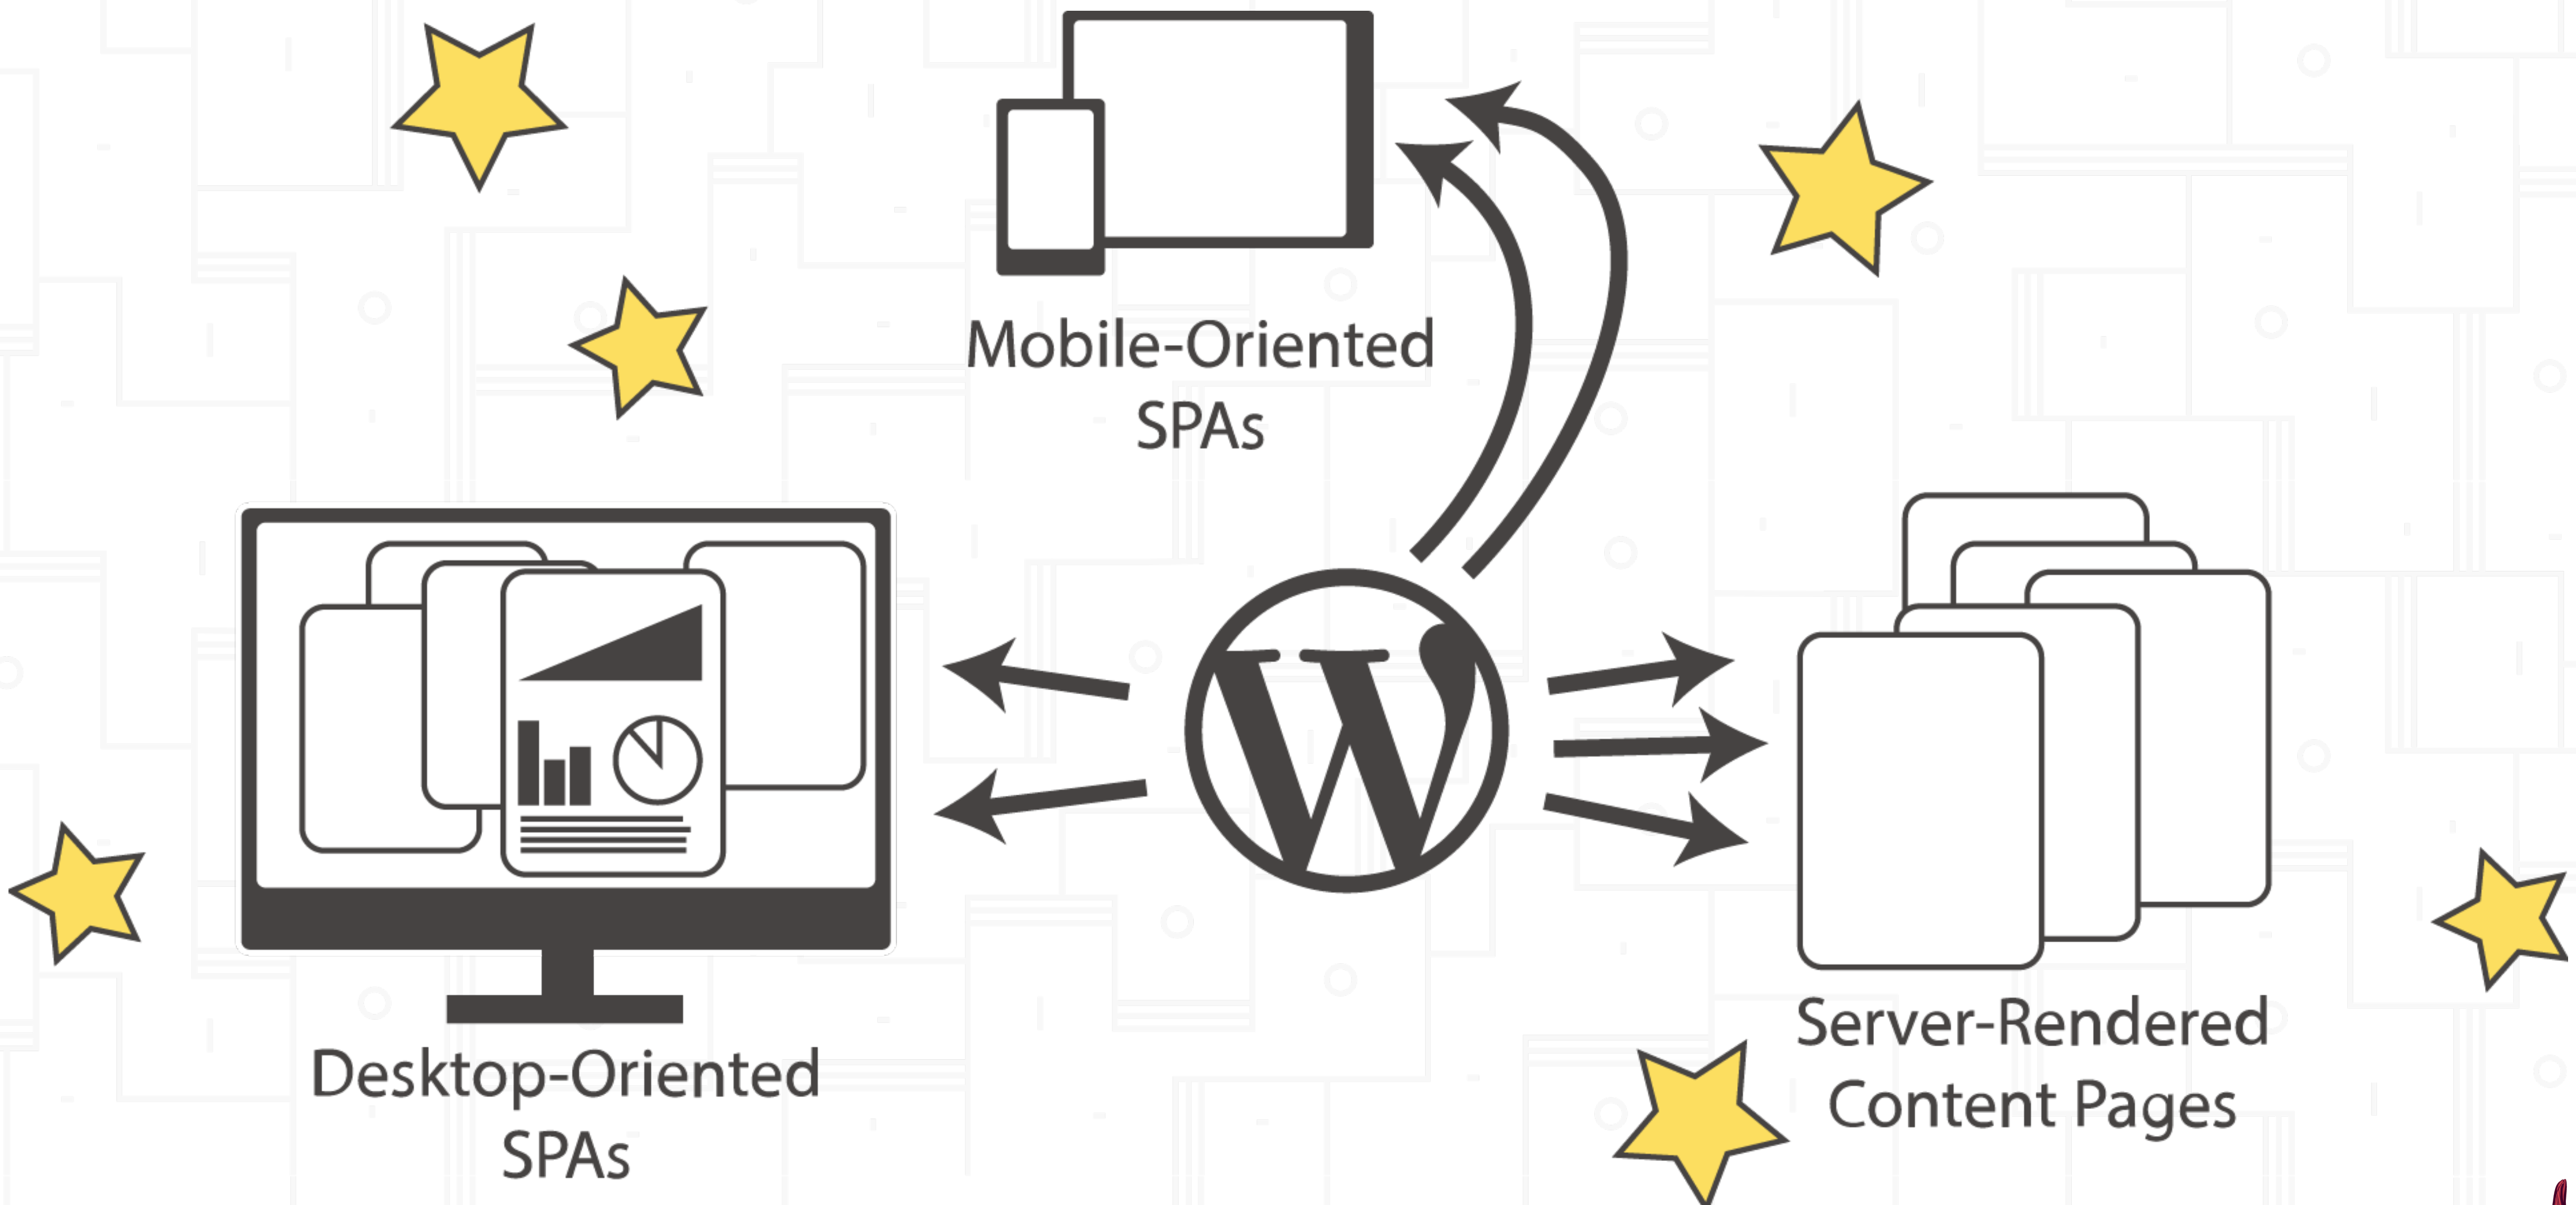 Mobile-Oriented
SPAs
Desktop-Oriented
SPAs
Server-Rendered
Content Pages